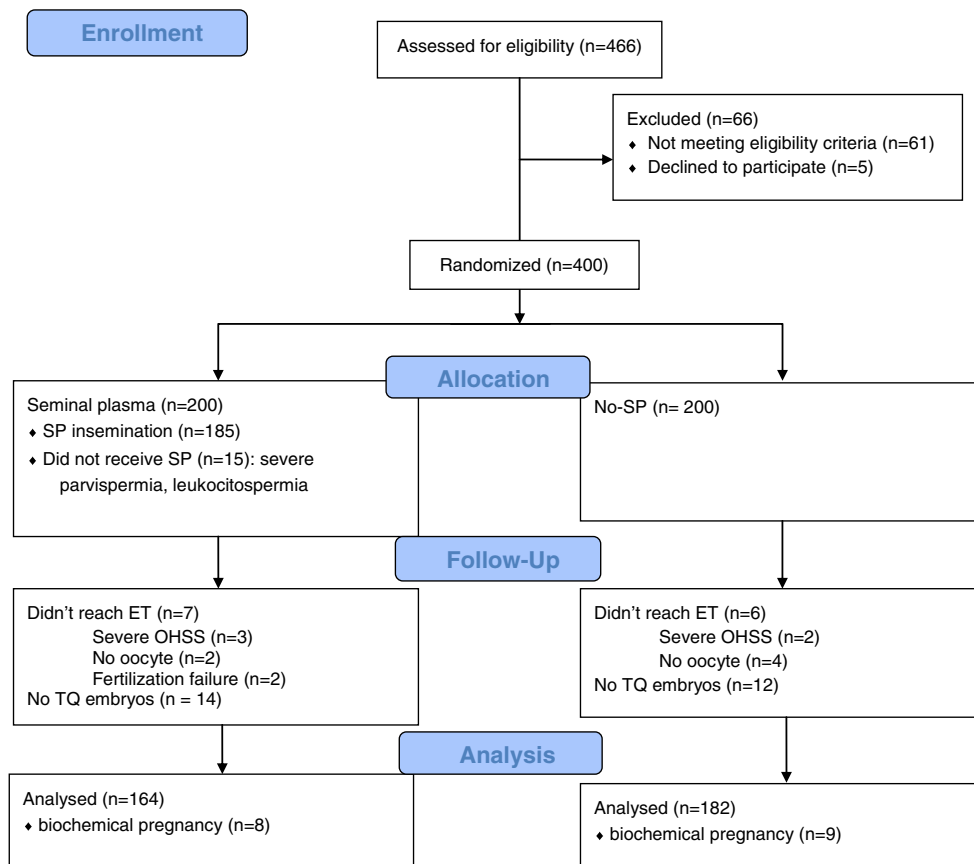 Enrollment
Assessed for eligibility (n=466)
Excluded (n=66)
♦ Not meeting eligibility criteria (n=61)
♦ Declined to participate (n=5)
Randomized (n=400)
Allocation
Seminal plasma (n=200)
♦ SP insemination (n=185)
♦ Did not receive SP (n=15): severe
parvispermia, leukocitospermia
No-SP (n= 200)
Follow-Up
Didn't reach ET (n=7)
Severe OHSS (n=3)
No oocyte (n=2)
Fertilization failure (n=2)
No TQ embryos (n = 14)
Didn't reach ET (n=6)
Severe OHSS (n=2)
No oocyte (n=4)
No TQ embryos (n=12)
Analysis
Analysed (n=164)
♦ biochemical pregnancy (n=8)
Analysed (n=182)
♦ biochemical pregnancy (n=9)